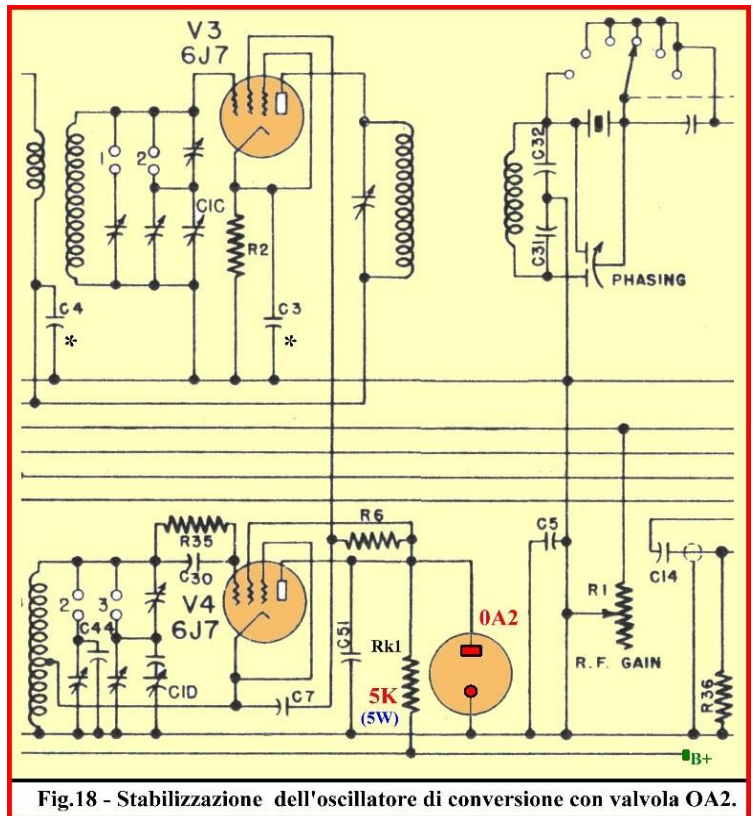 V3
6J7
1
2
C1C
R2
C4
*
C3
*
C32
C31
PHASING
R6
R35
C30
C5
C14
R1
2
3
C44
V4
6J7
C51
Rk1
0A2
5K
(5W)
R.F. GAIN
R36
C1D
C7
B+
Fig.18 - Stabilizzazione dell'oscillatore di conversione con valvola OA2.